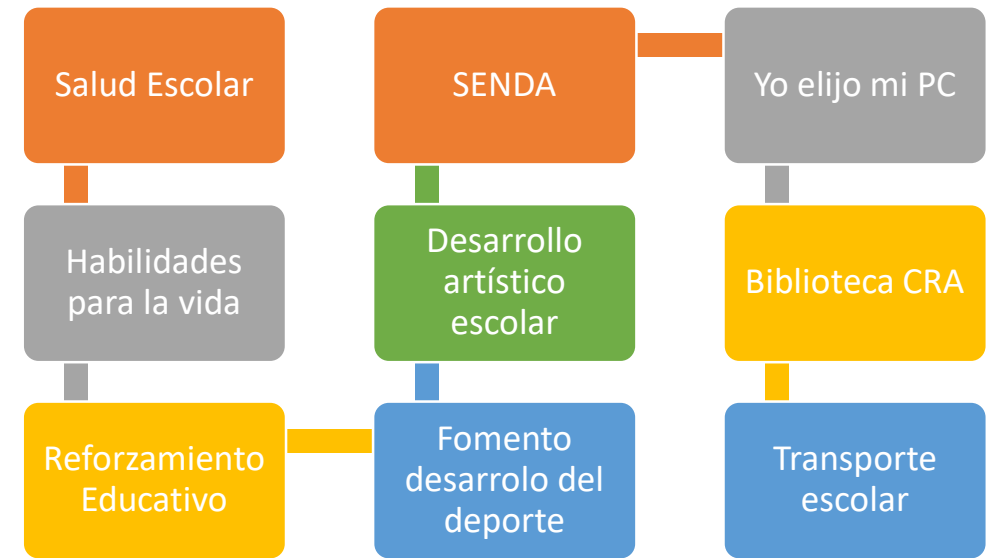 Salud Escolar
Habilidades
para la vida
Reforzamiento
Educativo
Fomento
desarrolo del
deporte
Desarrollo
artístico
escolar
SENDA
Yo elijo mi PC
Biblioteca CRA
Transporte
escolar